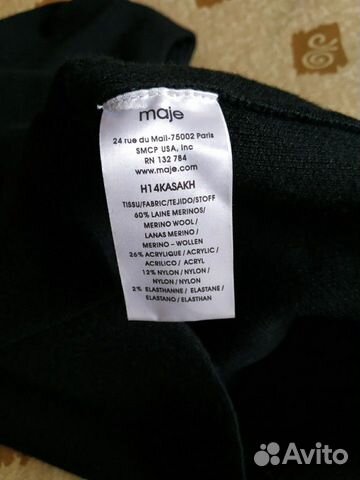 maje
24 rue du Mail-75002 Paris
SMCP USA, Inc
RN 132 784
www.maje.com
H14KASAKH
TISSU/FABRIC/TEJIDO/STOFF
60% LAINE MERINOS/
MERINO WOOL /
LANAS MERINO /
MERINO - WOLLEN
26% ACRYLIQUE / ACRYLIC /
ACRILICO / ACRYL
12% NYLON / NYLON /
NYLON / NYLON
2% ELASTHANNE / ELASTANE /
ELASTANO / ELASTHAN
Avito